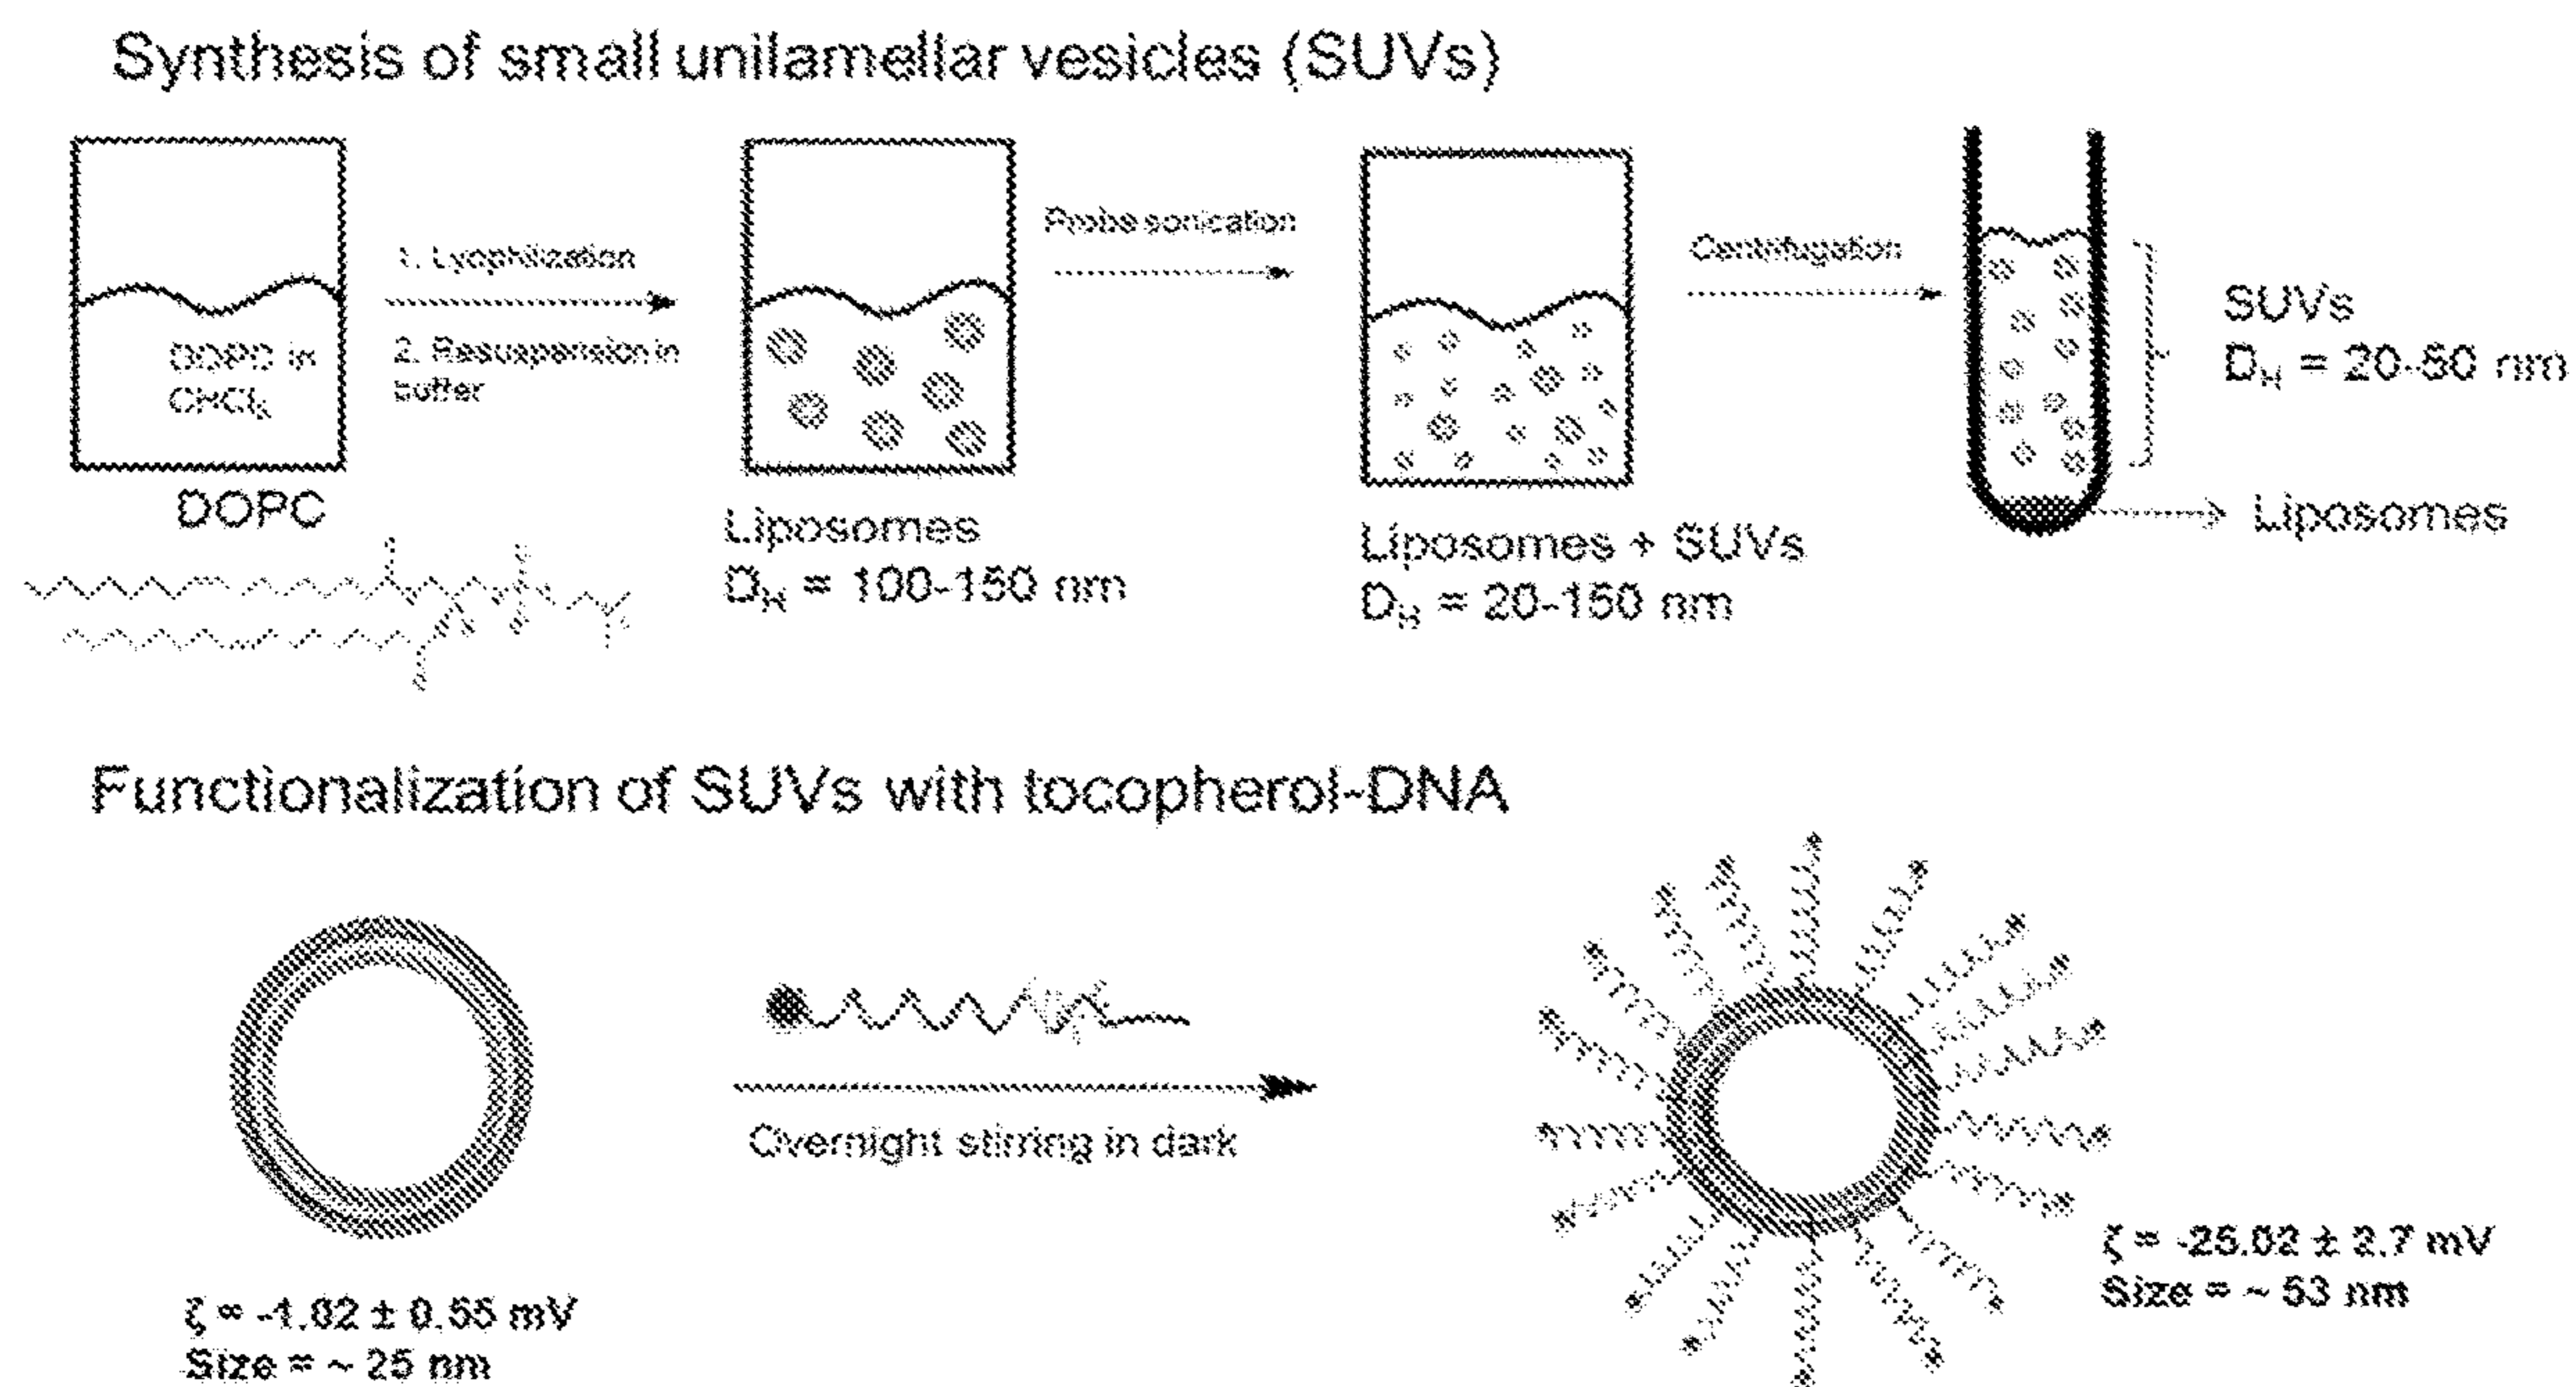 Synthesis of small unilamellar vesicles (SUVs)
DOPC in
CHCl₃
DOPC
1. Lyophilization
2. Resuspension in
buffer
Liposomes
D_H = 100-150 nm
Probe sonication
Liposomes + SUVs
D_H = 20-150 nm
Centrifugation
SUVs
D_H = 20-50 nm
Liposomes
Functionalization of SUVs with tocopherol-DNA
ζ = -1.02 ± 0.55 mV
Size = ~ 25 nm
Overnight stirring in dark
ζ = -25.02 ± 2.7 mV
Size = ~ 53 nm